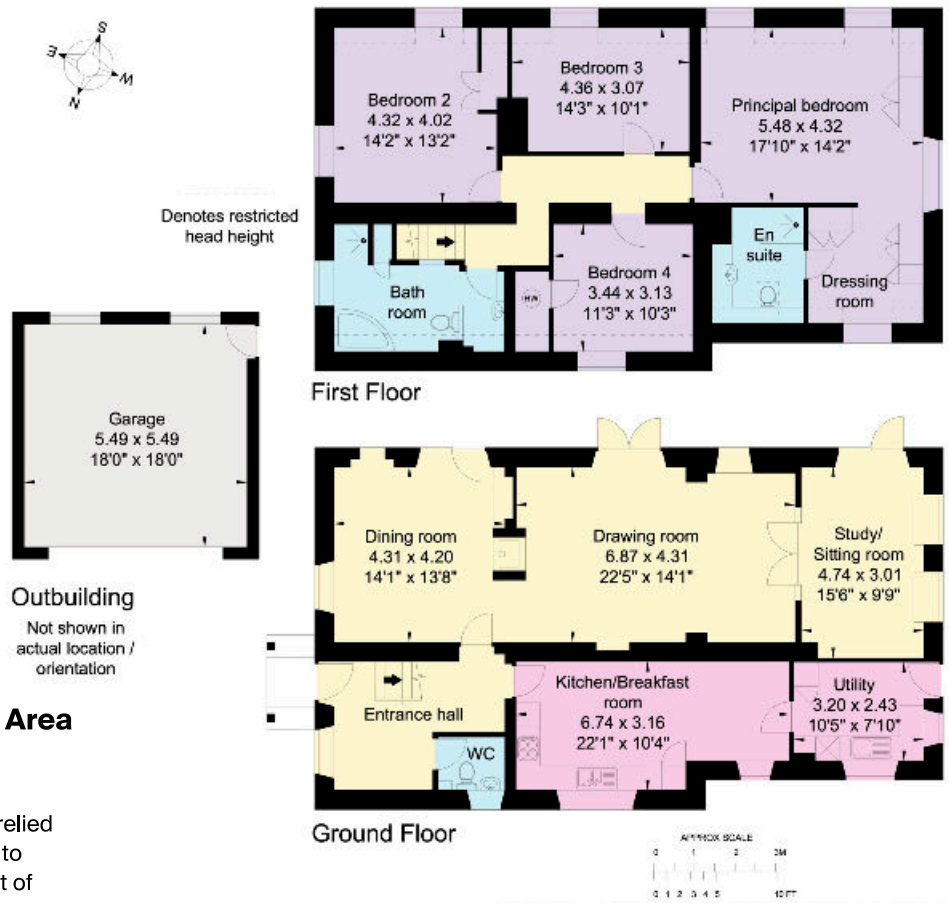 S
E
W
N
Bedroom 2
4.32 x 4.02
14'2" x 13'2"
Bedroom 3
4.36 x 3.07
14'3" x 10'1"
Principal bedroom
5.48 x 4.32
17'10" x 14'2"
Denotes restricted
head height
Bath
room
HW
Bedroom 4
3.44 x 3.13
11'3" x 10'3"
En
suite
Dressing
room
First Floor
Garage
5.49 x 5.49
18'0" x 18'0"
Outbuilding
Not shown in
actual location /
orientation
Dining room
4.31 x 4.20
14'1" x 13'8"
Drawing room
6.87 x 4.31
22'5" x 14'1"
Study/
Sitting room
4.74 x 3.01
15'6" x 9'9"
Entrance hall
WC
Kitchen/Breakfast
room
6.74 x 3.16
22'1" x 10'4"
Utility
3.20 x 2.43
10'5" x 7'10"
Ground Floor
Area
relied
to
t of
APPROX SCALE
0 1 2 3M
0 1 2 3 4 5 10 FT